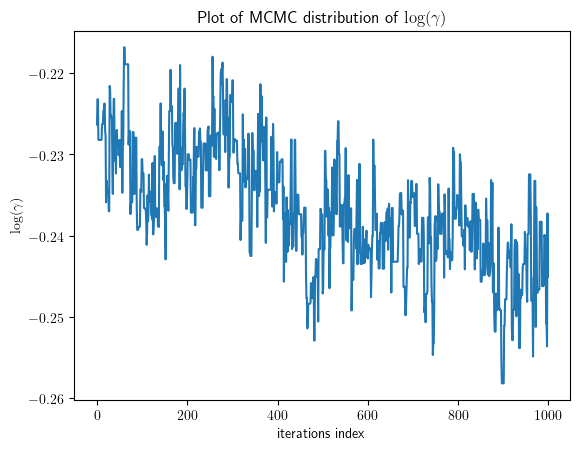 Plot of MCMC distribution of log(γ)
log(γ)
−0.22
−0.23
−0.24
−0.25
−0.26
0 200 400 600 800 1000
iterations index